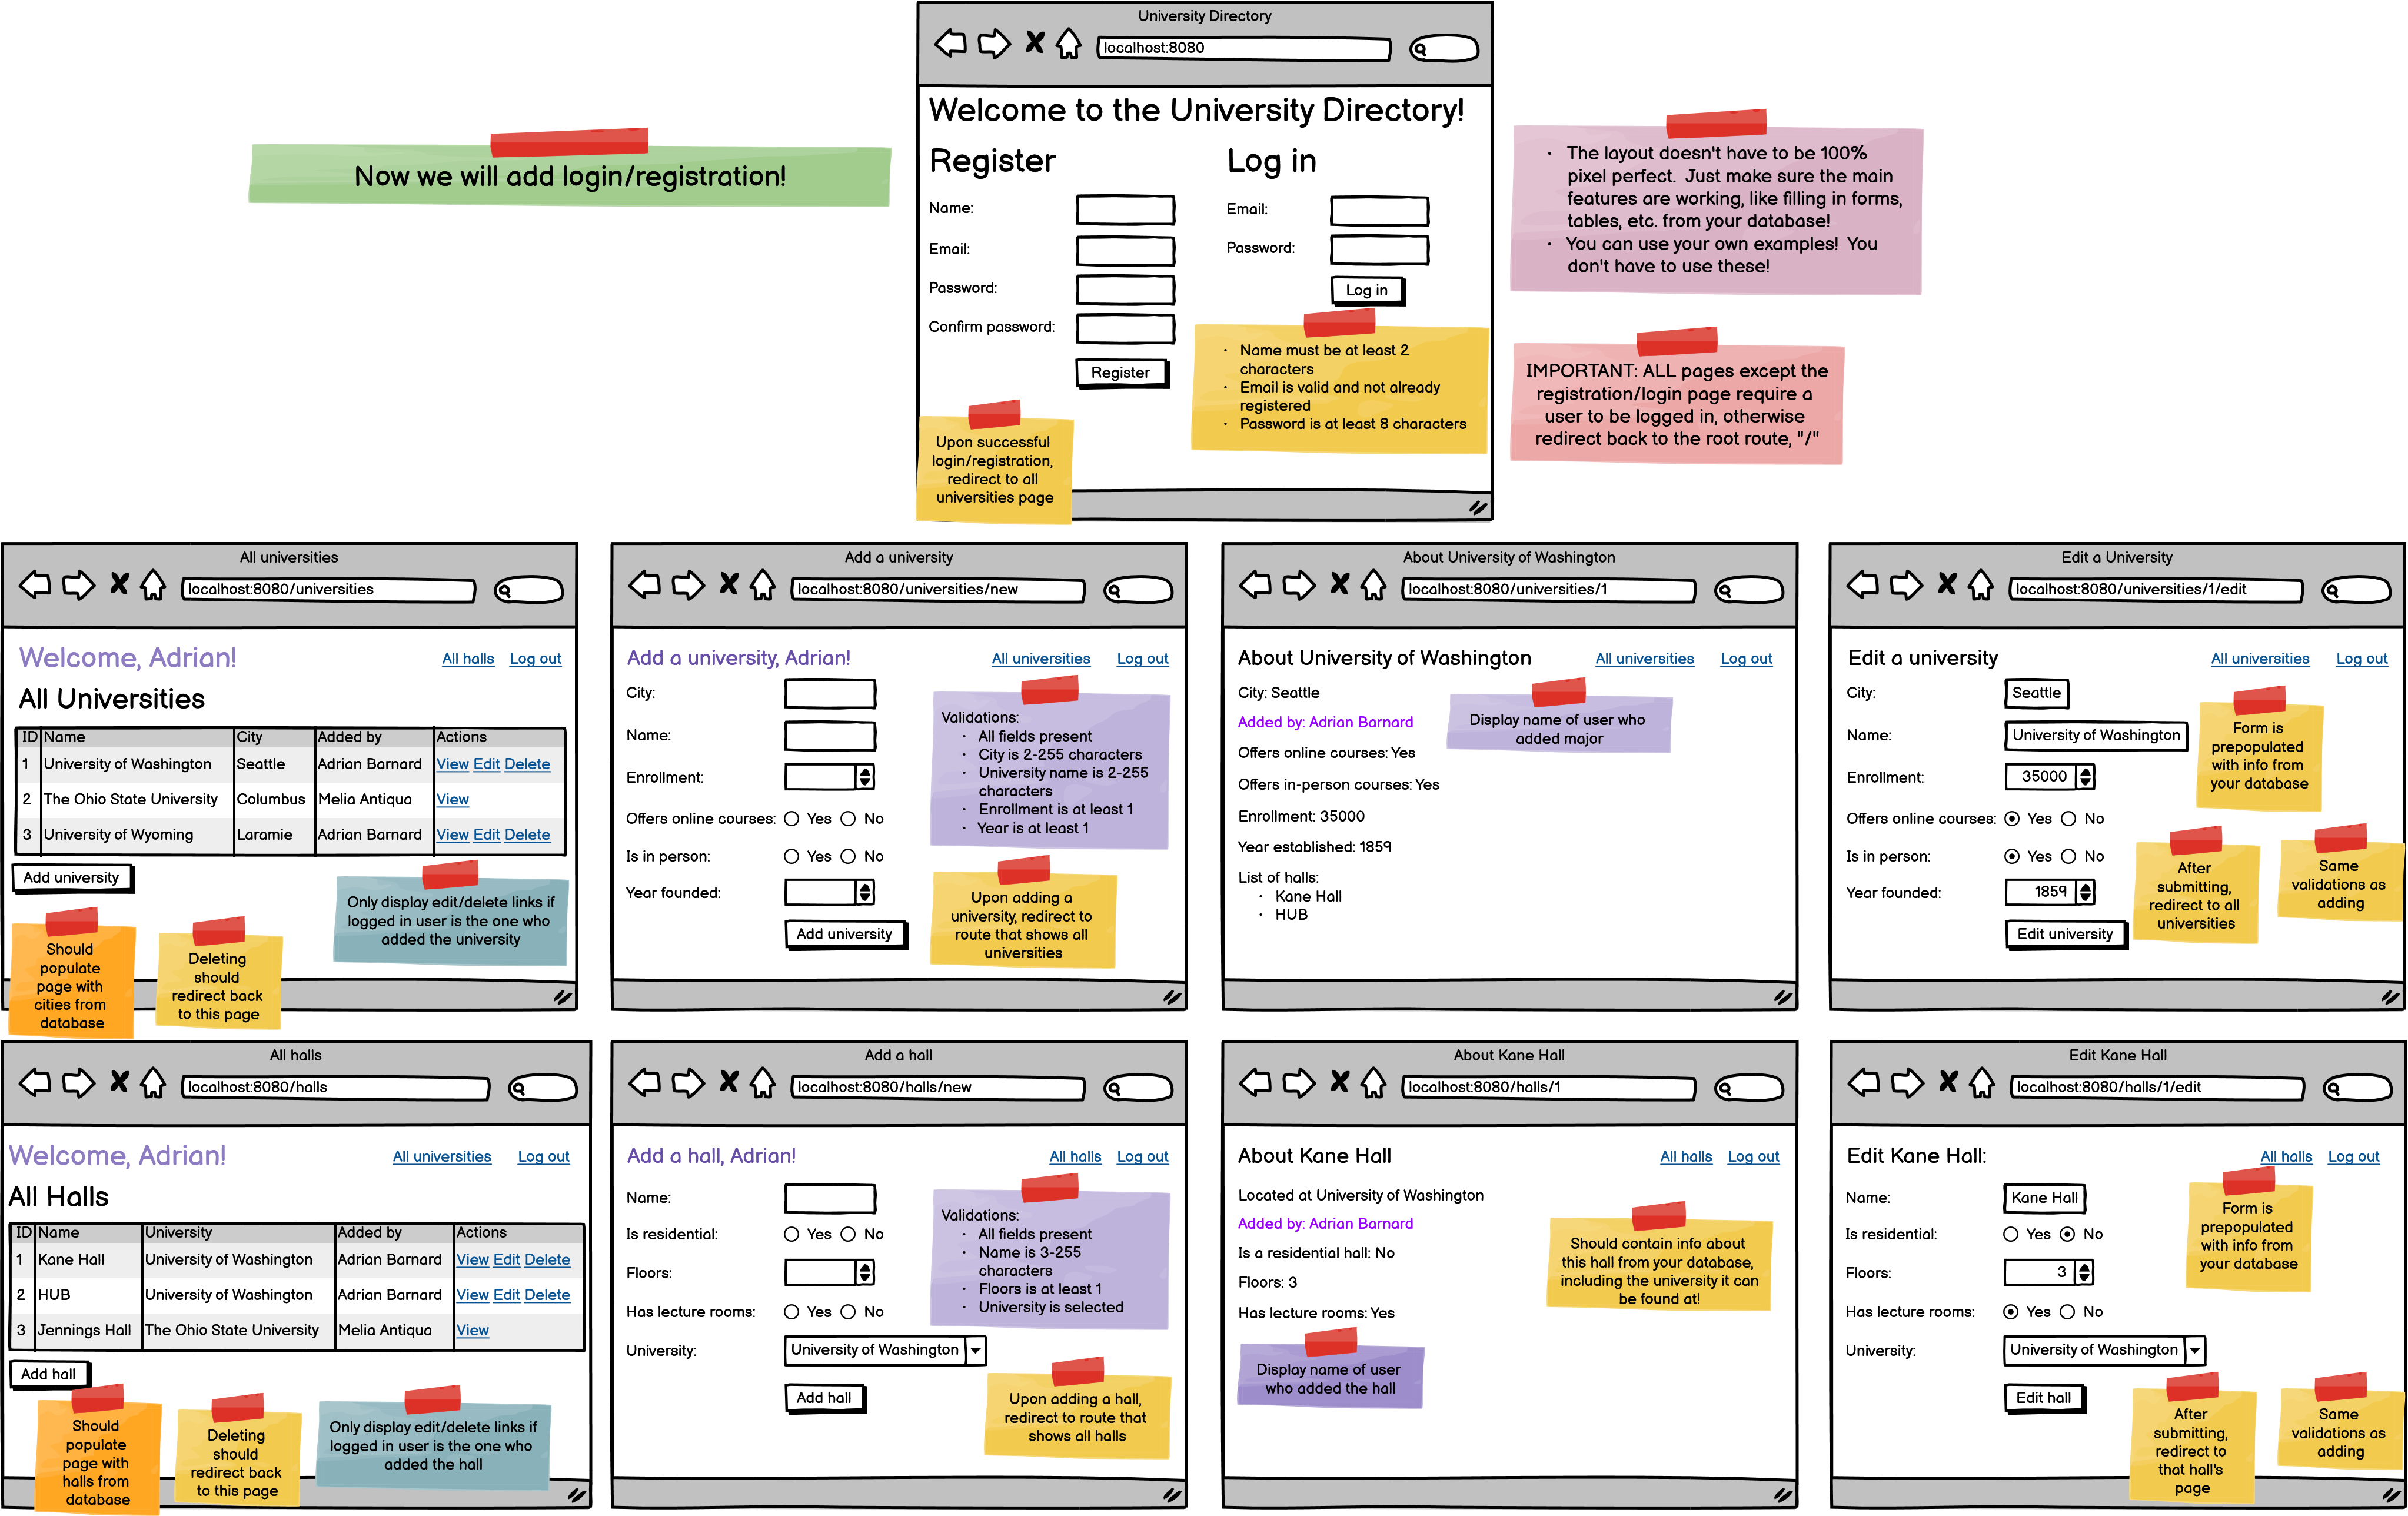 University Directory
localhost:8080
Welcome to the University Directory!
Register
Name:
Email:
Password:
Confirm password:
Register
Log in
Email:
Password:
Log in
Name must be at least 2
characters
Email is valid and not already
registered
Password is at least 8 characters
Upon successful
login/registration,
redirect to all
universities page
Now we will add login/registration!
The layout doesn't have to be 100%
pixel perfect. Just make sure the main
features are working, like filling in forms,
tables, etc. from your database!
You can use your own examples! You
don't have to use these!
IMPORTANT: ALL pages except the
registration/login page require a
user to be logged in, otherwise
redirect back to the root route, "/"
All universities
localhost:8080/universities
Welcome, Adrian!
All halls Log out
All Universities
ID Name City Added by Actions
1 University of Washington Seattle Adrian Barnard View Edit Delete
2 The Ohio State University Columbus Melia Antiqua View
3 University of Wyoming Laramie Adrian Barnard View Edit Delete
Add university
Only display edit/delete links if
logged in user is the one who
added the university
Should
populate
page with
cities from
database
Deleting
should
redirect back
to this page
Add a university
localhost:8080/universities/new
Add a university, Adrian!
All universities Log out
City:
Name:
Enrollment:
Offers online courses: Yes No
Is in person: Yes No
Year founded:
Add university
Validations:
All fields present
City is 2-255 characters
University name is 2-255
characters
Enrollment is at least 1
Year is at least 1
Upon adding a
university, redirect to
route that shows all
universities
About University of Washington
localhost:8080/universities/1
About University of Washington
All universities Log out
City: Seattle
Added by: Adrian Barnard
Offers online courses: Yes
Offers in-person courses: Yes
Enrollment: 35000
Year established: 1859
List of halls:
Kane Hall
HUB
Display name of user who
added major
Edit a University
localhost:8080/universities/1/edit
Edit a university
All universities Log out
City: Seattle
Name: University of Washington
Enrollment: 35000
Offers online courses: Yes No
Is in person: Yes No
Year founded: 1859
Edit university
Form is
prepopulated
with info from
your database
After
submitting,
redirect to all
universities
Same
validations as
adding
All halls
localhost:8080/halls
Welcome, Adrian!
All universities Log out
All Halls
ID Name University Added by Actions
1 Kane Hall University of Washington Adrian Barnard View Edit Delete
2 HUB University of Washington Adrian Barnard View Edit Delete
3 Jennings Hall The Ohio State University Melia Antiqua View
Add hall
Should
populate
page with
halls from
database
Deleting
should
redirect back
to this page
Only display edit/delete links if
logged in user is the one who
added the hall
Add a hall
localhost:8080/halls/new
Add a hall, Adrian!
All halls Log out
Name:
Is residential: Yes No
Floors:
Has lecture rooms: Yes No
University: University of Washington
Add hall
Validations:
All fields present
Name is 3-255
characters
Floors is at least 1
University is selected
Upon adding a hall,
redirect to route that
shows all halls
About Kane Hall
localhost:8080/halls/1
About Kane Hall
All halls Log out
Located at University of Washington
Added by: Adrian Barnard
Is a residential hall: No
Floors: 3
Has lecture rooms: Yes
Should contain info about
this hall from your database,
including the university it can
be found at!
Display name of user
who added the hall
Edit Kane Hall
localhost:8080/halls/1/edit
Edit Kane Hall:
All halls Log out
Name: Kane Hall
Is residential: Yes No
Floors: 3
Has lecture rooms: Yes No
University: University of Washington
Edit hall
Form is
prepopulated
with info from
your database
After
submitting,
redirect to
that hall's
page
Same
validations as
adding